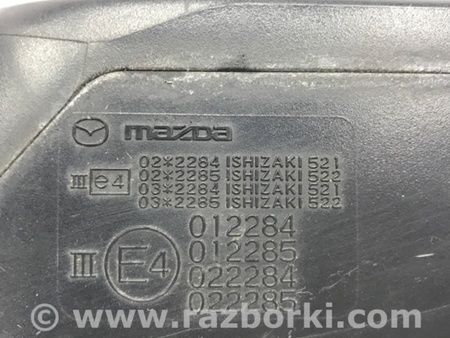 mazda
02*2284 ISHIZAKI 521
02*2285 ISHIZAKI 522
III e4
03*2284 ISHIZAKI 521
03*2285 ISHIZAKI 522
012284
012285
III E4
022284
022285
www.razborki.com